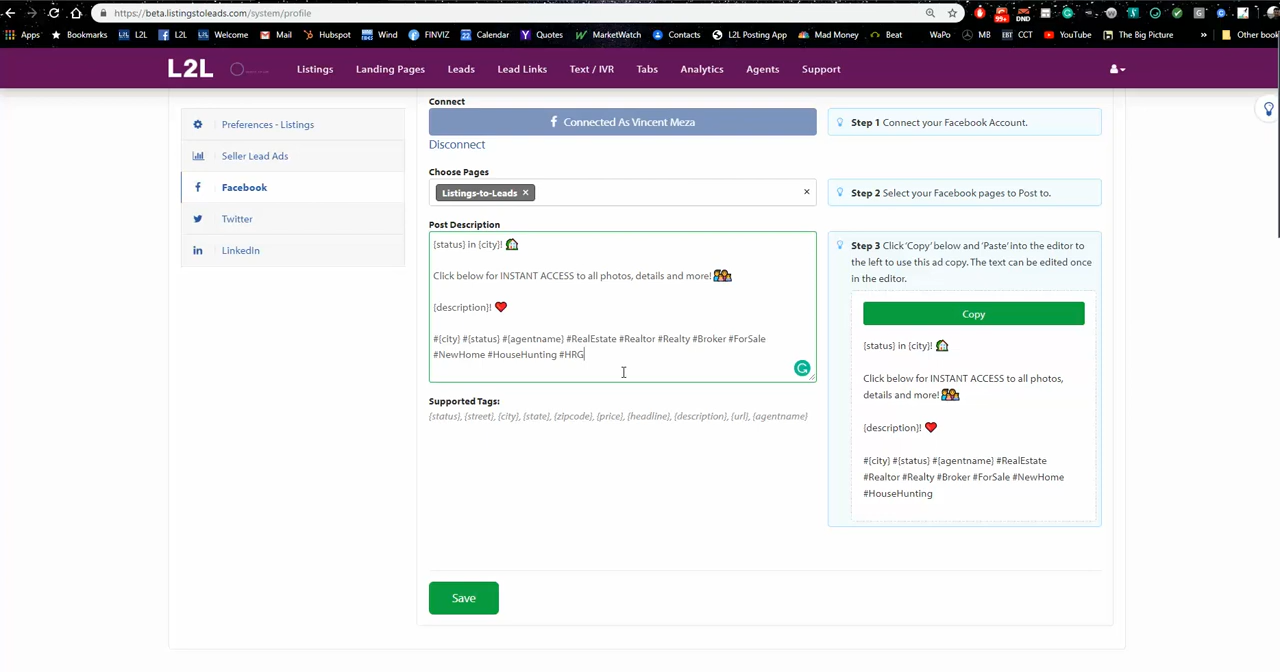 https://beta.listingstoleads.com/system/profile
Apps Bookmarks L2L L2L Welcome Mail Hubspot Wind FINVIZ Calendar Quotes MarketWatch Contacts L2L Posting App Mad Money Beat WaPo MB CCT YouTube The Big Picture » Other book
L2L Listings Landing Pages Leads Lead Links Text / IVR Tabs Analytics Agents Support
Preferences - Listings
Seller Lead Ads
Facebook
Twitter
LinkedIn
Connect
Connected As Vincent Meza
Disconnect
Choose Pages
Listings-to-Leads ×
Post Description
{status} in {city}!
Click below for INSTANT ACCESS to all photos, details and more!
{description}!
#{city} #{status} #{agentname} #RealEstate #Realtor #Realty #Broker #ForSale
#NewHome #HouseHunting #HRG
Supported Tags:
{status}, {street}, {city}, {state}, {zipcode}, {price}, {headline}, {description}, {url}, {agentname}
Save
Step 1 Connect your Facebook Account.
Step 2 Select your Facebook pages to Post to.
Step 3 Click 'Copy' below and 'Paste' into the editor to
the left to use this ad copy. The text can be edited once
in the editor.
Copy
{status} in {city}!
Click below for INSTANT ACCESS to all photos,
details and more!
{description}!
#{city} #{status} #{agentname} #RealEstate
#Realtor #Realty #Broker #ForSale #NewHome
#HouseHunting